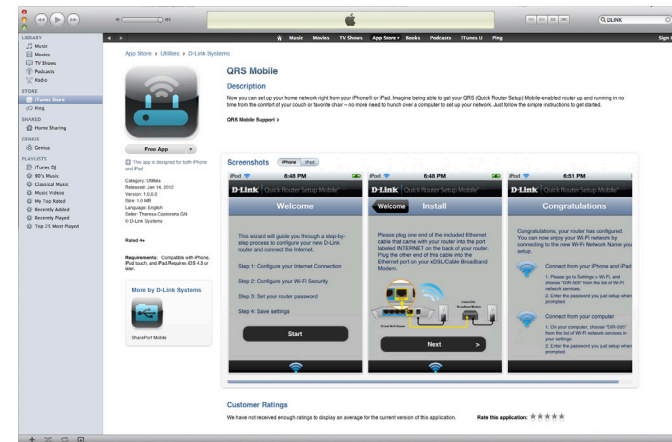 DLINK
Music Movies TV Shows App Store Books Podcasts iTunes U Ping
Sign
LIBRARY
Music
Movies
TV Shows
Podcasts
Radio
STORE
iTunes Store
Ping
SHARED
Home Sharing
GENIUS
Genius
PLAYLISTS
iTunes DJ
90's Music
Classical Music
Music Videos
My Top Rated
Recently Added
Recently Played
Top 25 Most Played
App Store > Utilities > D-Link Systems
Free App
This app is designed for both iPhone
and iPad
Category: Utilities
Released: Jan 14, 2012
Version: 1.0.0.0
Size: 1.0 MB
Language: English
Seller: Theresa Castorena GN
© D-Link Systems
Rated 4+
Requirements: Compatible with iPhone,
iPod touch, and iPad.Requires iOS 4.3 or
later.
More by D-Link Systems
SharePort Mobile
QRS Mobile
Description
Now you can set up your home network right from your iPhone® or iPad. Imagine being able to get your QRS (Quick Router Setup) Mobile-enabled router up and running in no
time from the comfort of your couch or favorite chair – no more need to hunch over a computer to set up your network. Just follow the simple instructions to get started.
QRS Mobile Support >
Screenshots iPhone iPad
iPod 6:48 PM
D-Link Quick Router Setup Mobile
Welcome
This wizard will guide you through a step-by-
step process to configure your new D-Link
router and connect the Internet.
Step 1: Configure your Internet Connection
Step 2: Configure your Wi-Fi Security
Step 3: Set your router password
Step 4: Save settings
Start
iPod 6:48 PM
D-Link Quick Router Setup Mobile
Welcome Install
Please plug one end of the included Ethernet
cable that came with your router into the port
labeled INTERNET on the back of your router.
Plug the other end of this cable into the
Ethernet port on your xDSL/Cable Broadband
Modem.
Next >
iPod 6:51 PM
D-Link Quick Router Setup Mobile
Congratulations
Congratulations, your router has configured.
You can now enjoy your Wi-Fi network by
connecting to the new Wi-Fi Network Name you
setup.
Connect from your iPhone and iPad
1. Please go to Settings > Wi-Fi, and
choose "DIR-505" from the list of Wi-Fi
network services.
2. Enter the password you just setup when
prompted.
Connect from your computer
1. On your computer, choose "DIR-505"
from the list of Wi-Fi network services in
your settings.
2. Enter the password you just setup when
prompted.
Customer Ratings
We have not received enough ratings to display an average for the current version of this application.
Rate this application: